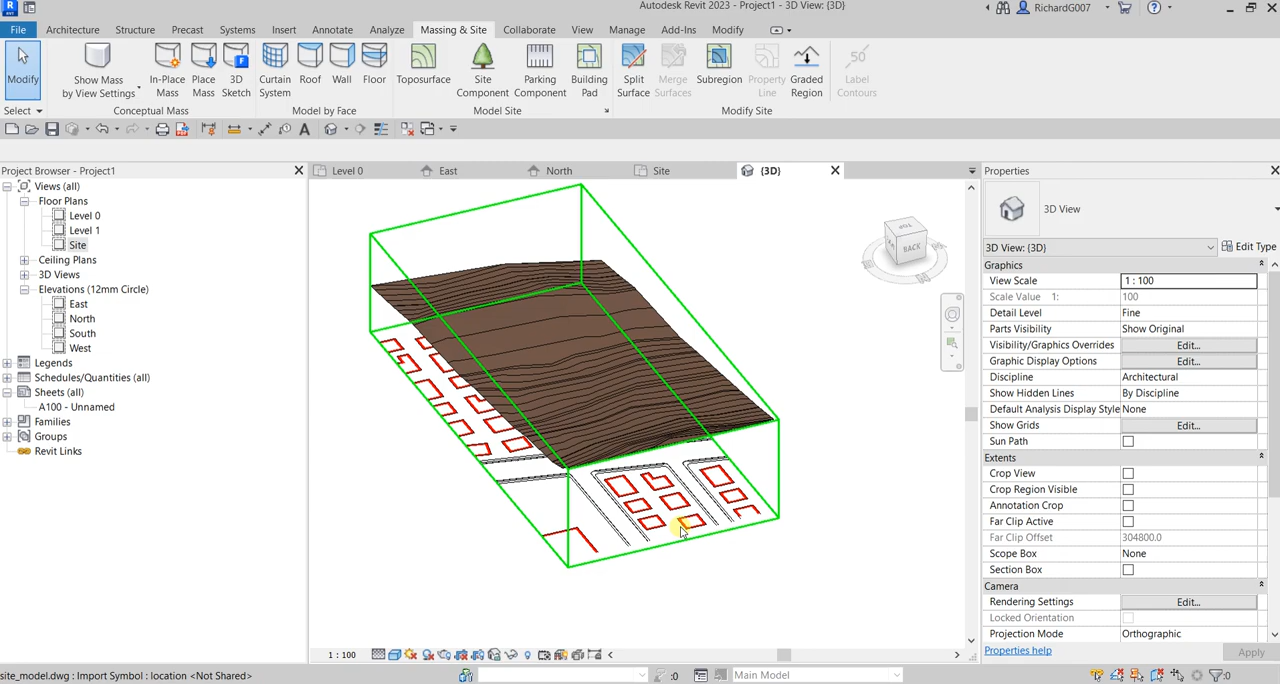 Autodesk Revit 2023 - Project1 - 3D View: {3D}
RichardG007
File
Architecture
Structure
Precast
Systems
Insert
Annotate
Analyze
Massing & Site
Collaborate
View
Manage
Add-Ins
Modify
Modify
Show Mass
by View Settings
In-Place
Mass
Place
Mass
3D
Sketch
Curtain
System
Roof
Wall
Floor
Toposurface
Site
Component
Parking
Component
Building
Pad
Split
Surface
Merge
Surfaces
Subregion
Property
Line
Graded
Region
Label
Contours
Select
Conceptual Mass
Model by Face
Model Site
Modify Site
Project Browser - Project1
Views (all)
Floor Plans
Level 0
Level 1
Site
Ceiling Plans
3D Views
Elevations (12mm Circle)
East
North
South
West
Legends
Schedules/Quantities (all)
Sheets (all)
A100 - Unnamed
Families
Groups
Revit Links
Level 0
East
North
Site
{3D}
TOP
BACK
1 : 100
Properties
3D View
3D View: {3D}
Edit Type
Graphics
View Scale 1 : 100
Scale Value 1: 100
Detail Level Fine
Parts Visibility Show Original
Visibility/Graphics Overrides Edit...
Graphic Display Options Edit...
Discipline Architectural
Show Hidden Lines By Discipline
Default Analysis Display Style None
Show Grids Edit...
Sun Path
Extents
Crop View
Crop Region Visible
Annotation Crop
Far Clip Active
Far Clip Offset 304800.0
Scope Box None
Section Box
Camera
Rendering Settings Edit...
Locked Orientation
Projection Mode Orthographic
Properties help
Apply
site_model.dwg : Import Symbol : location <Not Shared>
:0
Main Model
:0